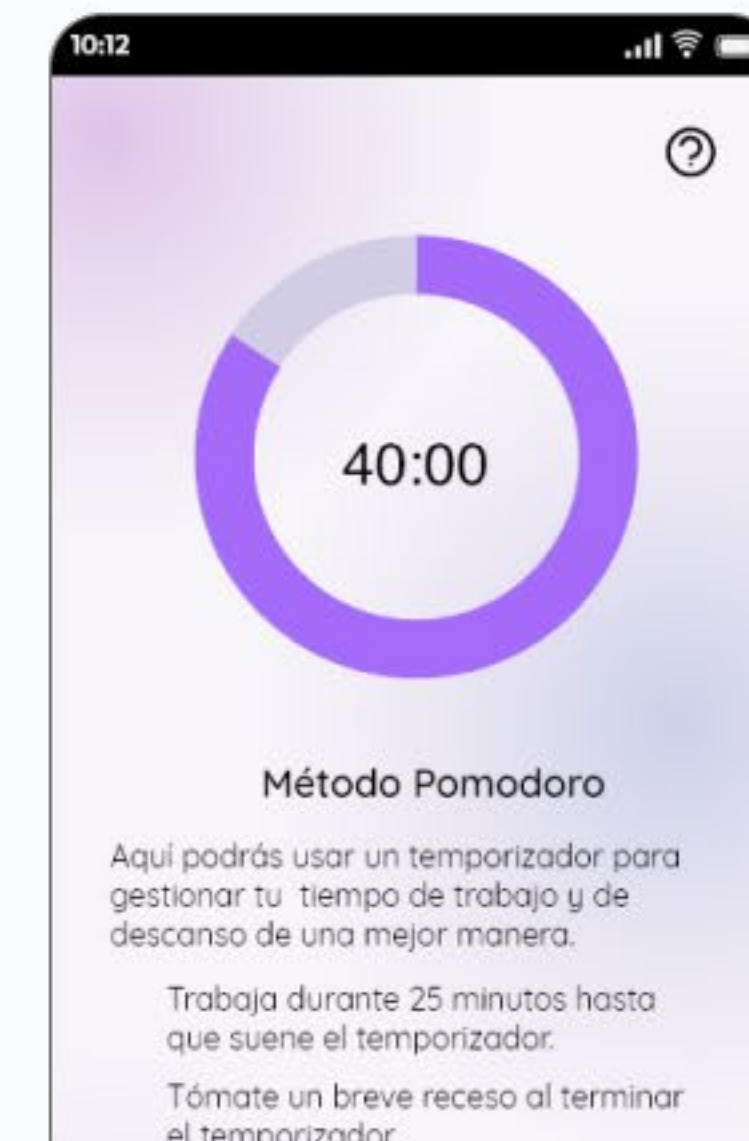 10:12
40:00
Método Pomodoro
Aquí podrás usar un temporizador para
gestionar tu tiempo de trabajo y de
descanso de una mejor manera.
Trabaja durante 25 minutos hasta
que suene el temporizador.
Tómate un breve receso al terminar
el temporizador